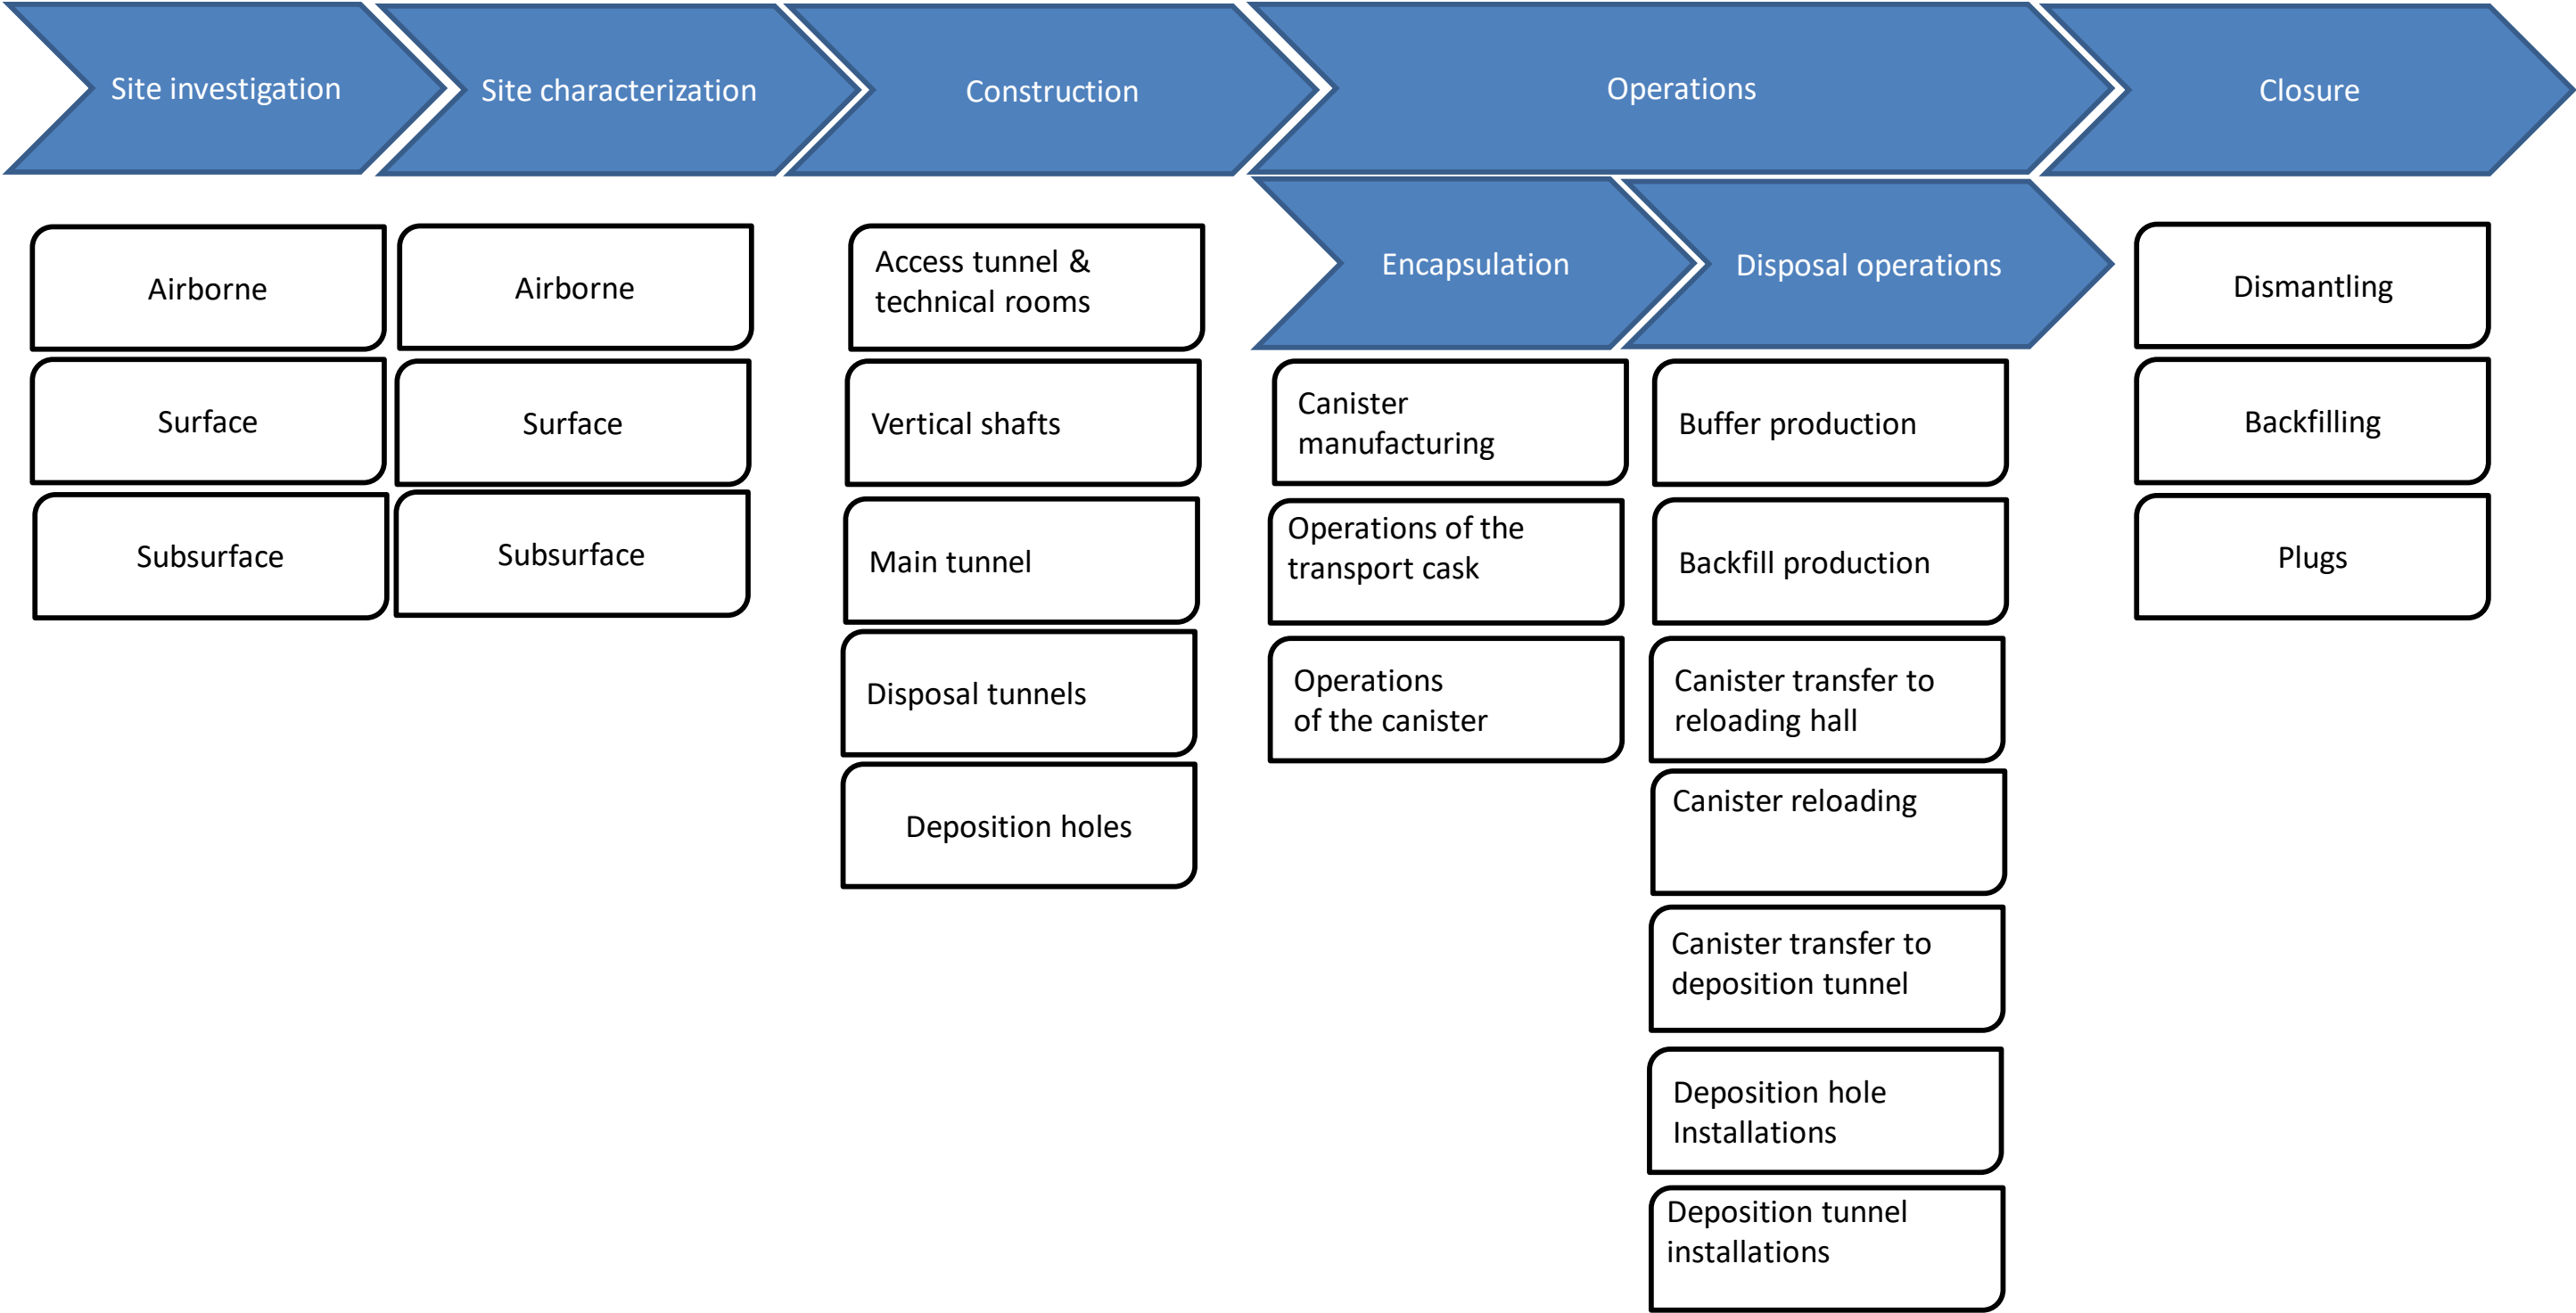 Site investigation
Site characterization
Construction
Operations
Closure
Encapsulation
Disposal operations
Airborne
Surface
Subsurface
Airborne
Surface
Subsurface
Access tunnel &
technical rooms
Vertical shafts
Main tunnel
Disposal tunnels
Deposition holes
Canister
manufacturing
Operations of the
transport cask
Operations
of the canister
Buffer production
Backfill production
Canister transfer to
reloading hall
Canister reloading
Canister transfer to
deposition tunnel
Deposition hole
Installations
Deposition tunnel
installations
Dismantling
Backfilling
Plugs